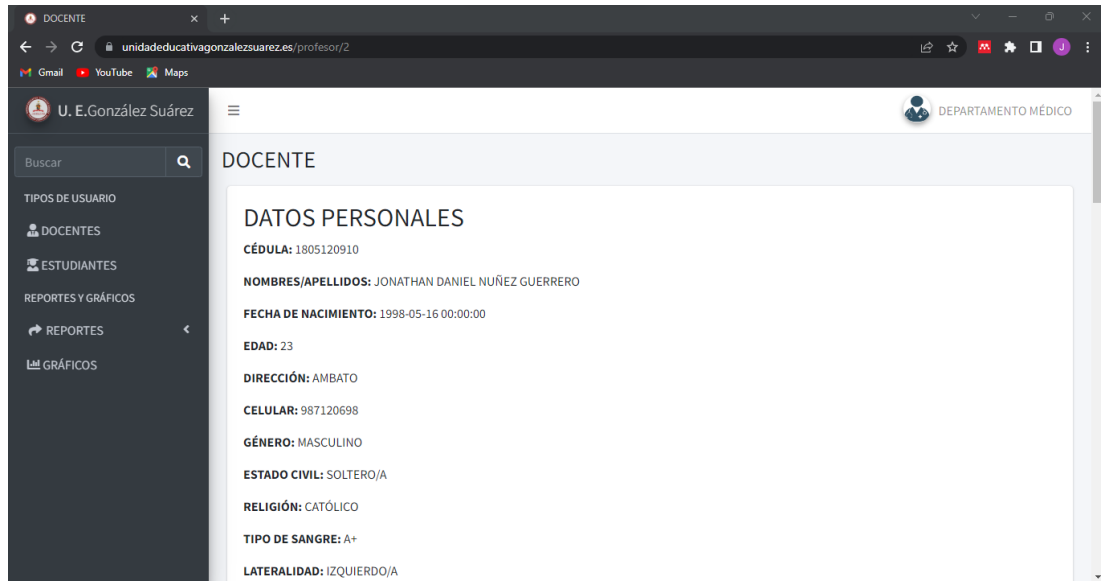 DOCENTE
unidadeducativagonzalezsuarez.es/profesor/2
J
Gmail YouTube Maps
U. E.González Suárez
DEPARTAMENTO MÉDICO
Buscar
TIPOS DE USUARIO
DOCENTES
ESTUDIANTES
REPORTES Y GRÁFICOS
REPORTES
GRÁFICOS
DOCENTE
DATOS PERSONALES
CÉDULA: 1805120910
NOMBRES/APELLIDOS: JONATHAN DANIEL NUÑEZ GUERRERO
FECHA DE NACIMIENTO: 1998-05-16 00:00:00
EDAD: 23
DIRECCIÓN: AMBATO
CELULAR: 987120698
GÉNERO: MASCULINO
ESTADO CIVIL: SOLTERO/A
RELIGIÓN: CATÓLICO
TIPO DE SANGRE: A+
LATERALIDAD: IZQUIERDO/A